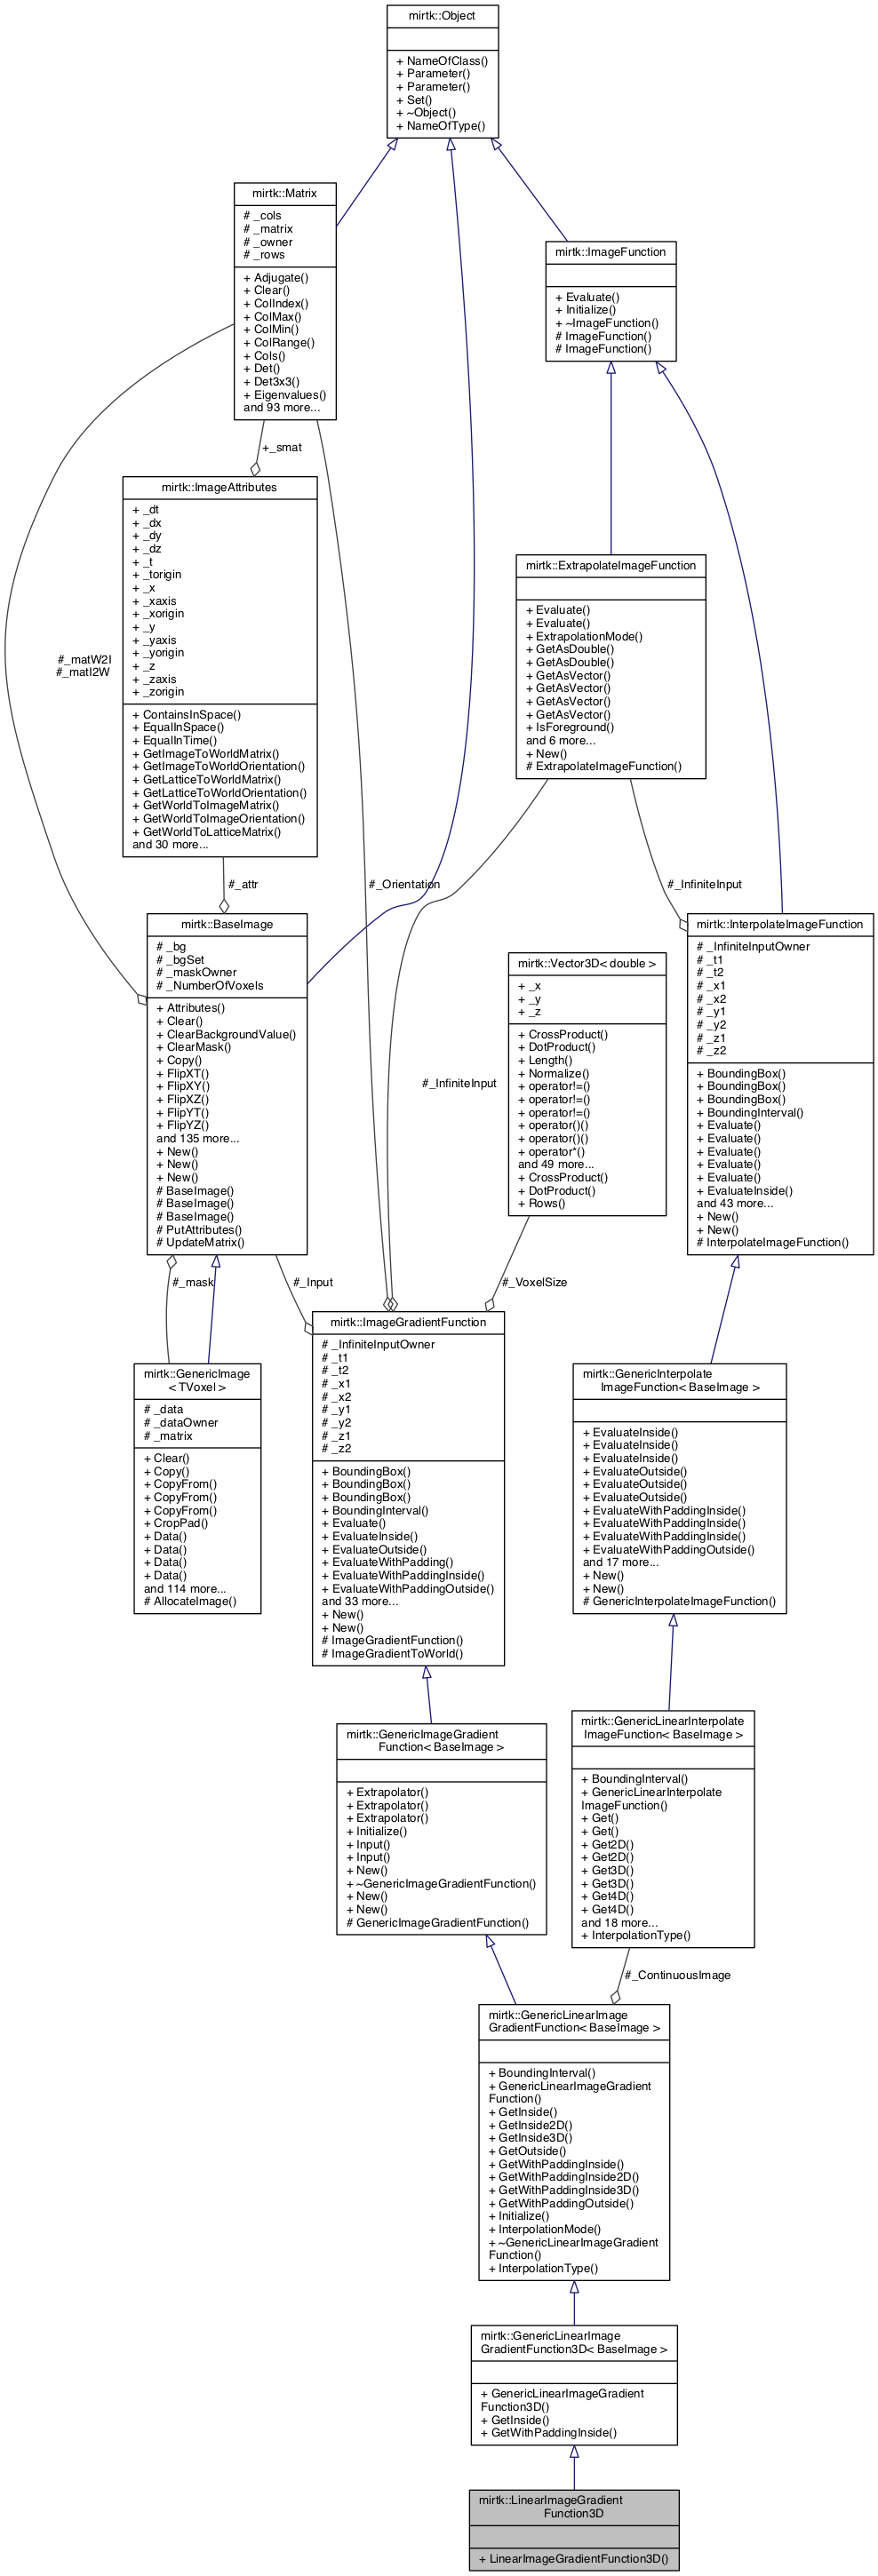 mirtk::Object
+ NameOfClass()
+ Parameter()
+ Parameter()
+ Set()
+ ~Object()
+ NameOfType()
mirtk::Matrix
# _cols
# _matrix
# _owner
# _rows
+ Adjugate()
+ Clear()
+ ColIndex()
+ ColMax()
+ ColMin()
+ ColRange()
+ Cols()
+ Det()
+ Det3x3()
+ Eigenvalues()
and 93 more...
mirtk::ImageFunction
+ Evaluate()
+ Initialize()
+ ~ImageFunction()
# ImageFunction()
# ImageFunction()
+_smat
mirtk::ImageAttributes
+ _dt
+ _dx
+ _dy
+ _dz
+ _t
+ _torigin
+ _x
+ _xaxis
+ _xorigin
+ _y
+ _yaxis
+ _yorigin
+ _z
+ _zaxis
+ _zorigin
+ ContainsInSpace()
+ EqualInSpace()
+ EqualInTime()
+ GetImageToWorldMatrix()
+ GetImageToWorldOrientation()
+ GetLatticeToWorldMatrix()
+ GetLatticeToWorldOrientation()
+ GetWorldToImageMatrix()
+ GetWorldToImageOrientation()
+ GetWorldToLatticeMatrix()
and 30 more...
#_matW2I
#_matI2W
mirtk::ExtrapolateImageFunction
+ Evaluate()
+ Evaluate()
+ ExtrapolationMode()
+ GetAsDouble()
+ GetAsDouble()
+ GetAsVector()
+ GetAsVector()
+ GetAsVector()
+ GetAsVector()
+ IsForeground()
and 6 more...
+ New()
# ExtrapolateImageFunction()
#_attr
#_Orientation
#_InfiniteInput
mirtk::BaseImage
# _bg
# _bgSet
# _maskOwner
# _NumberOfVoxels
+ Attributes()
+ Clear()
+ ClearBackgroundValue()
+ ClearMask()
+ Copy()
+ FlipXT()
+ FlipXY()
+ FlipXZ()
+ FlipYT()
+ FlipYZ()
and 135 more...
+ New()
+ New()
+ New()
# BaseImage()
# BaseImage()
# BaseImage()
# PutAttributes()
# UpdateMatrix()
#_InfiniteInput
mirtk::Vector3D< double >
+ _x
+ _y
+ _z
+ CrossProduct()
+ DotProduct()
+ Length()
+ Normalize()
+ operator!=()
+ operator!=()
+ operator!=()
+ operator()()
+ operator()()
+ operator*()
and 49 more...
+ CrossProduct()
+ DotProduct()
+ Rows()
mirtk::InterpolateImageFunction
# _InfiniteInputOwner
# _t1
# _t2
# _x1
# _x2
# _y1
# _y2
# _z1
# _z2
+ BoundingBox()
+ BoundingBox()
+ BoundingBox()
+ BoundingInterval()
+ Evaluate()
+ Evaluate()
+ Evaluate()
+ Evaluate()
+ Evaluate()
+ EvaluateInside()
and 43 more...
+ New()
+ New()
# InterpolateImageFunction()
#_mask
#_Input
#_VoxelSize
mirtk::GenericImage
< TVoxel >
# _data
# _dataOwner
# _matrix
+ Clear()
+ Copy()
+ CopyFrom()
+ CopyFrom()
+ CopyFrom()
+ CropPad()
+ Data()
+ Data()
+ Data()
+ Data()
and 114 more...
# AllocateImage()
mirtk::ImageGradientFunction
# _InfiniteInputOwner
# _t1
# _t2
# _x1
# _x2
# _y1
# _y2
# _z1
# _z2
+ BoundingBox()
+ BoundingBox()
+ BoundingBox()
+ BoundingInterval()
+ Evaluate()
+ EvaluateInside()
+ EvaluateOutside()
+ EvaluateWithPadding()
+ EvaluateWithPaddingInside()
+ EvaluateWithPaddingOutside()
and 33 more...
+ New()
+ New()
# ImageGradientFunction()
# ImageGradientToWorld()
mirtk::GenericInterpolate
ImageFunction< BaseImage >
+ EvaluateInside()
+ EvaluateInside()
+ EvaluateInside()
+ EvaluateOutside()
+ EvaluateOutside()
+ EvaluateOutside()
+ EvaluateWithPaddingInside()
+ EvaluateWithPaddingInside()
+ EvaluateWithPaddingInside()
+ EvaluateWithPaddingOutside()
and 17 more...
+ New()
+ New()
# GenericInterpolateImageFunction()
mirtk::GenericImageGradient
Function< BaseImage >
+ Extrapolator()
+ Extrapolator()
+ Extrapolator()
+ Initialize()
+ Input()
+ Input()
+ New()
+ ~GenericImageGradientFunction()
+ New()
+ New()
# GenericImageGradientFunction()
mirtk::GenericLinearInterpolate
ImageFunction< BaseImage >
+ BoundingInterval()
+ GenericLinearInterpolate
ImageFunction()
+ Get()
+ Get()
+ Get2D()
+ Get2D()
+ Get3D()
+ Get3D()
+ Get4D()
+ Get4D()
and 18 more...
+ InterpolationType()
#_ContinuousImage
mirtk::GenericLinearImage
GradientFunction< BaseImage >
+ BoundingInterval()
+ GenericLinearImageGradient
Function()
+ GetInside()
+ GetInside2D()
+ GetInside3D()
+ GetOutside()
+ GetWithPaddingInside()
+ GetWithPaddingInside2D()
+ GetWithPaddingInside3D()
+ GetWithPaddingOutside()
+ Initialize()
+ InterpolationMode()
+ ~GenericLinearImageGradient
Function()
+ InterpolationType()
mirtk::GenericLinearImage
GradientFunction3D< BaseImage >
+ GenericLinearImageGradient
Function3D()
+ GetInside()
+ GetWithPaddingInside()
mirtk::LinearImageGradient
Function3D
+ LinearImageGradientFunction3D()